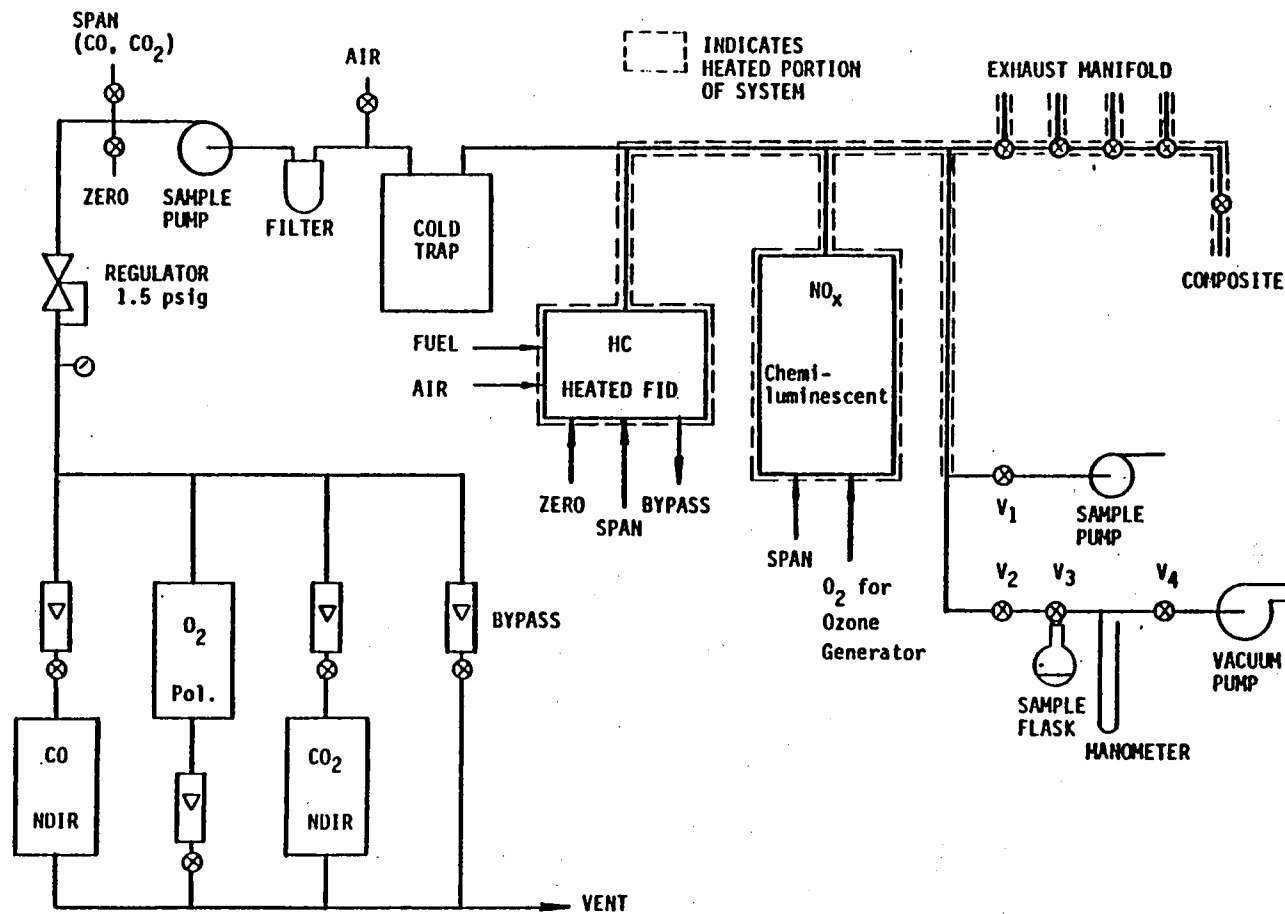 SPAN
(CO, CO2)
AIR
INDICATES
HEATED PORTION
OF SYSTEM
EXHAUST MANIFOLD
ZERO
SAMPLE
PUMP
FILTER
COLD
TRAP
NOx
Chemi-
luminescent
COMPOSITE
REGULATOR
1.5 psig
FUEL
AIR
HC
HEATED FID
ZERO
SPAN
BYPASS
SPAN
O2 for
Ozone
Generator
V1
SAMPLE
PUMP
V2
V3
V4
SAMPLE
FLASK
MANOMETER
VACUUM
PUMP
O2
Pol.
BYPASS
CO
NDIR
CO2
NDIR
VENT